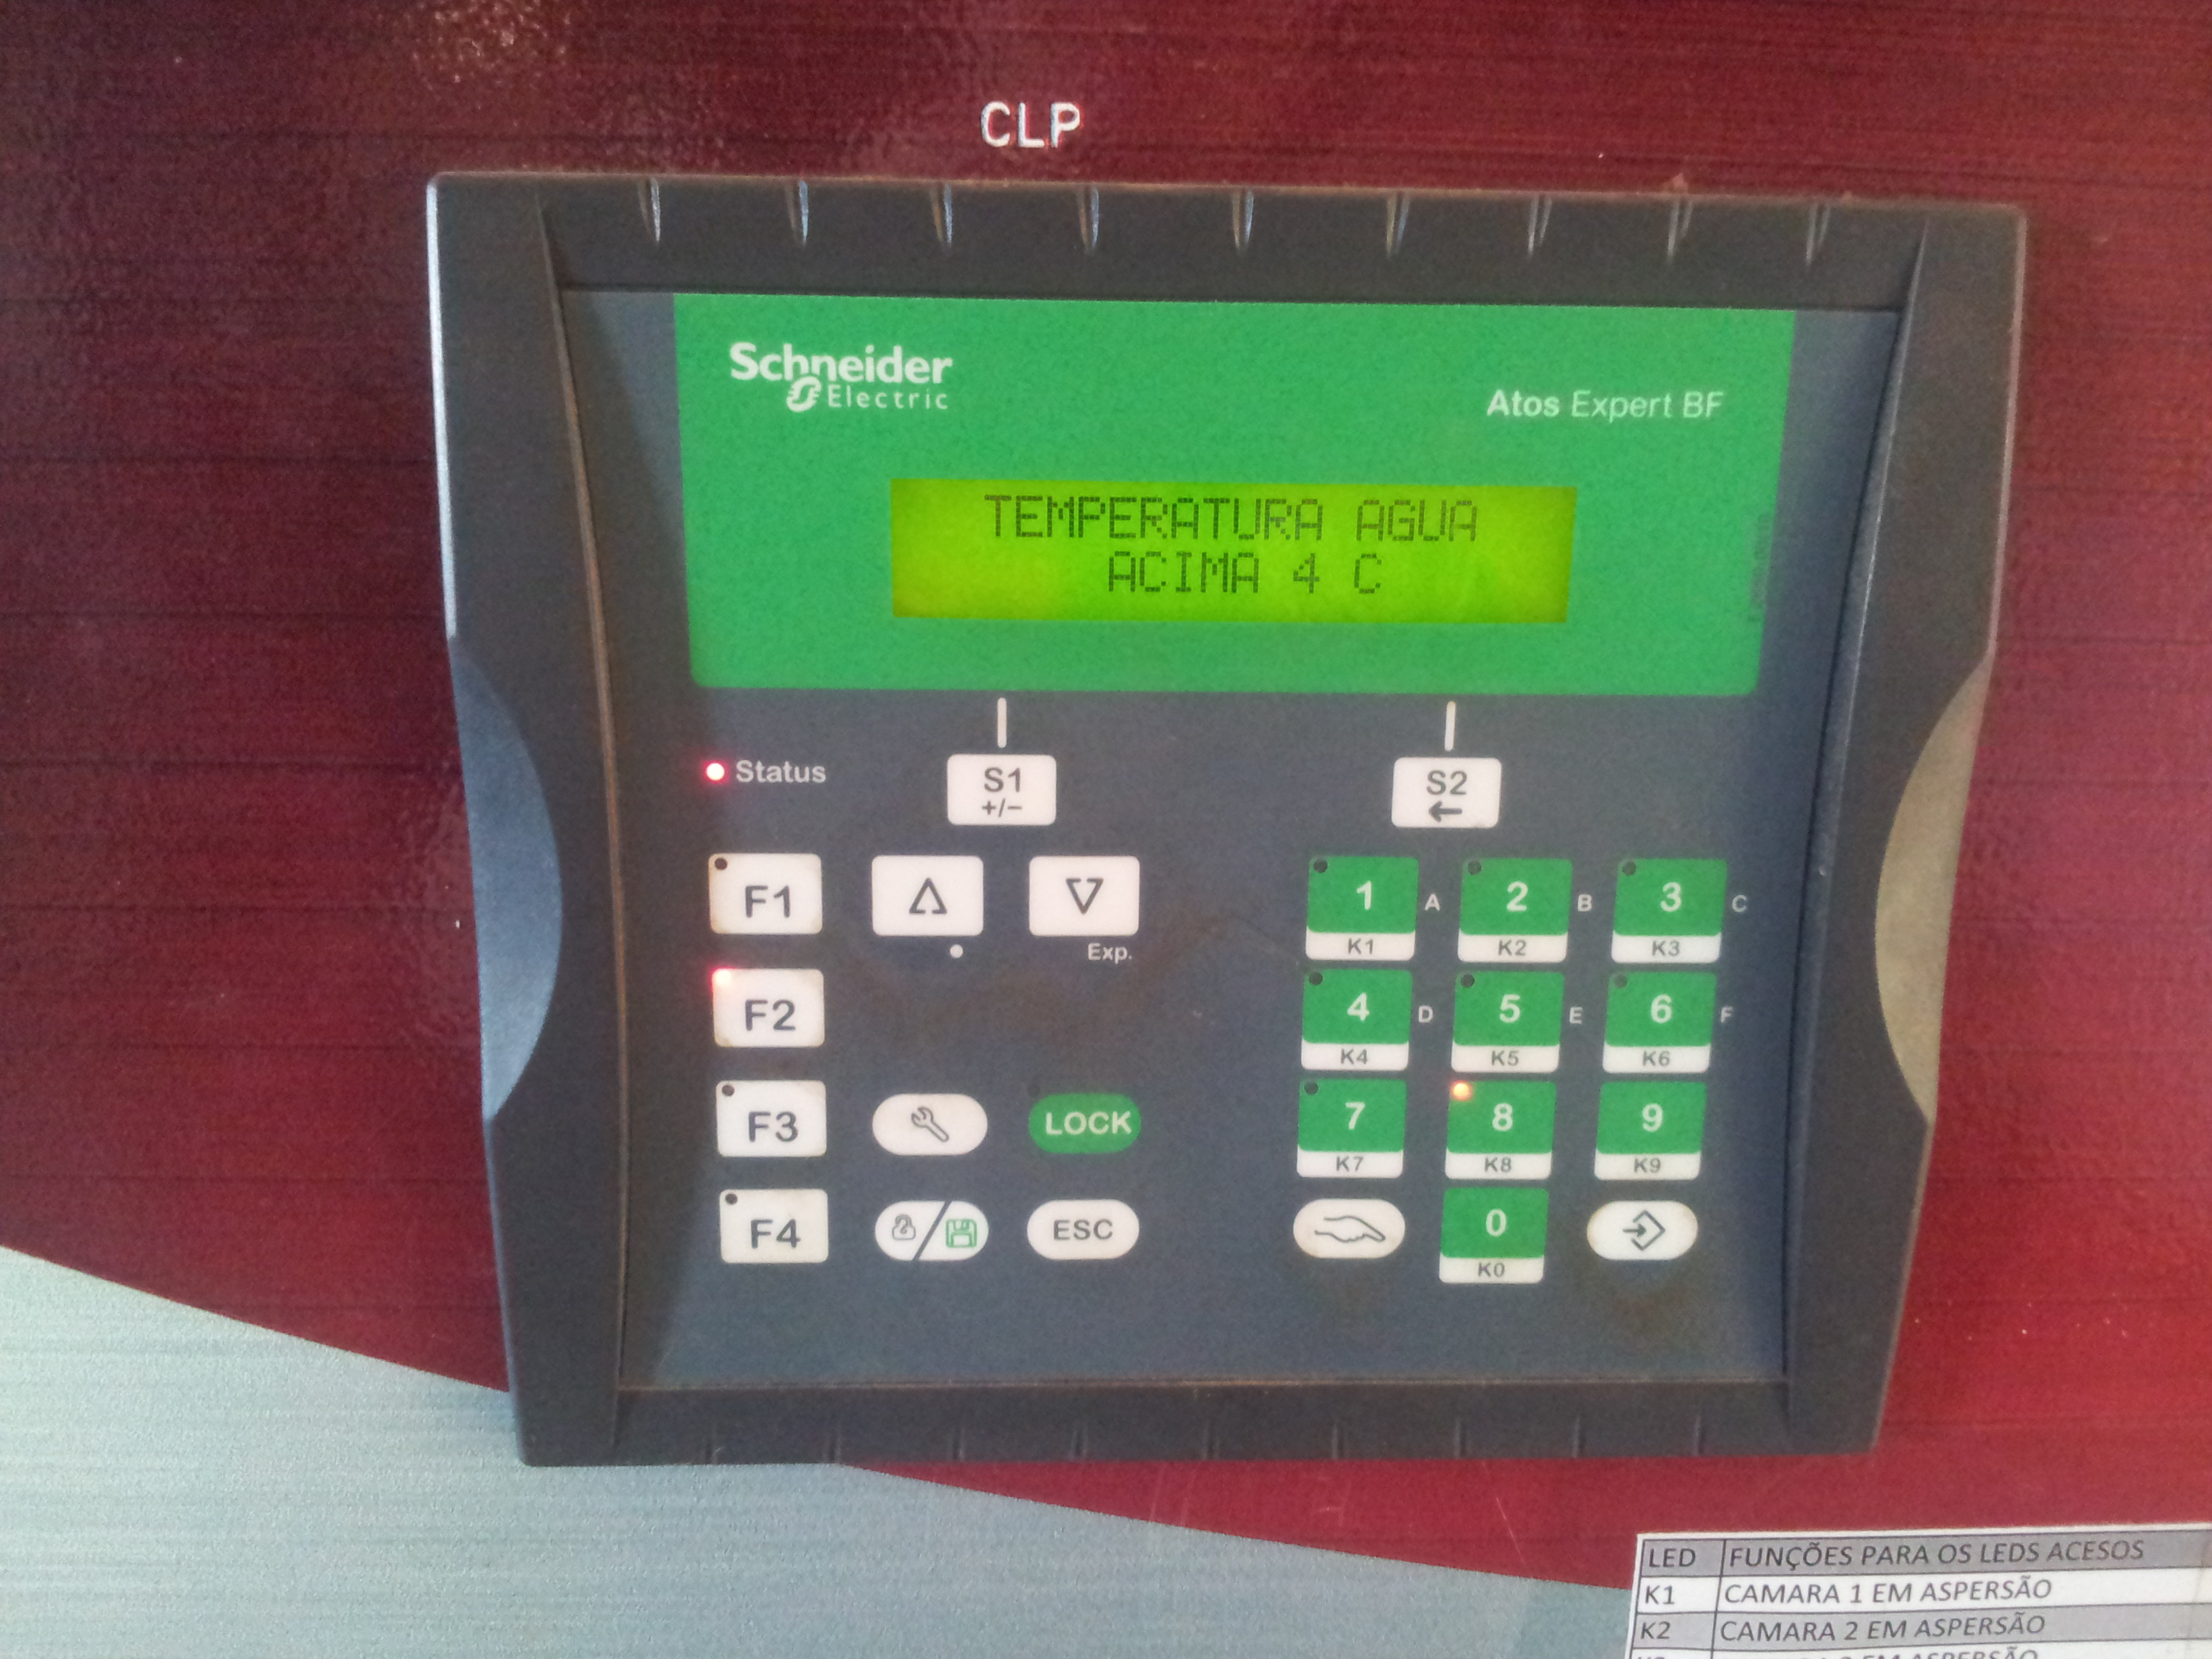 CLP
Schneider
Electric
Atos Expert BF
TEMPERATURA AGUA
ACIMA 4 C
Status
S1
+/-
S2
F1
1 A
K1
2 B
K2
3 C
K3
Exp.
F2
4 D
K4
5 E
K5
6 F
K6
F3
LOCK
7
K7
8
K8
9
K9
F4
ESC
0
K0
LED FUNÇÕES PARA OS LEDS ACESOS
K1 CAMARA 1 EM ASPERSÃO
K2 CAMARA 2 EM ASPERSÃO
EM ASPERSÃO